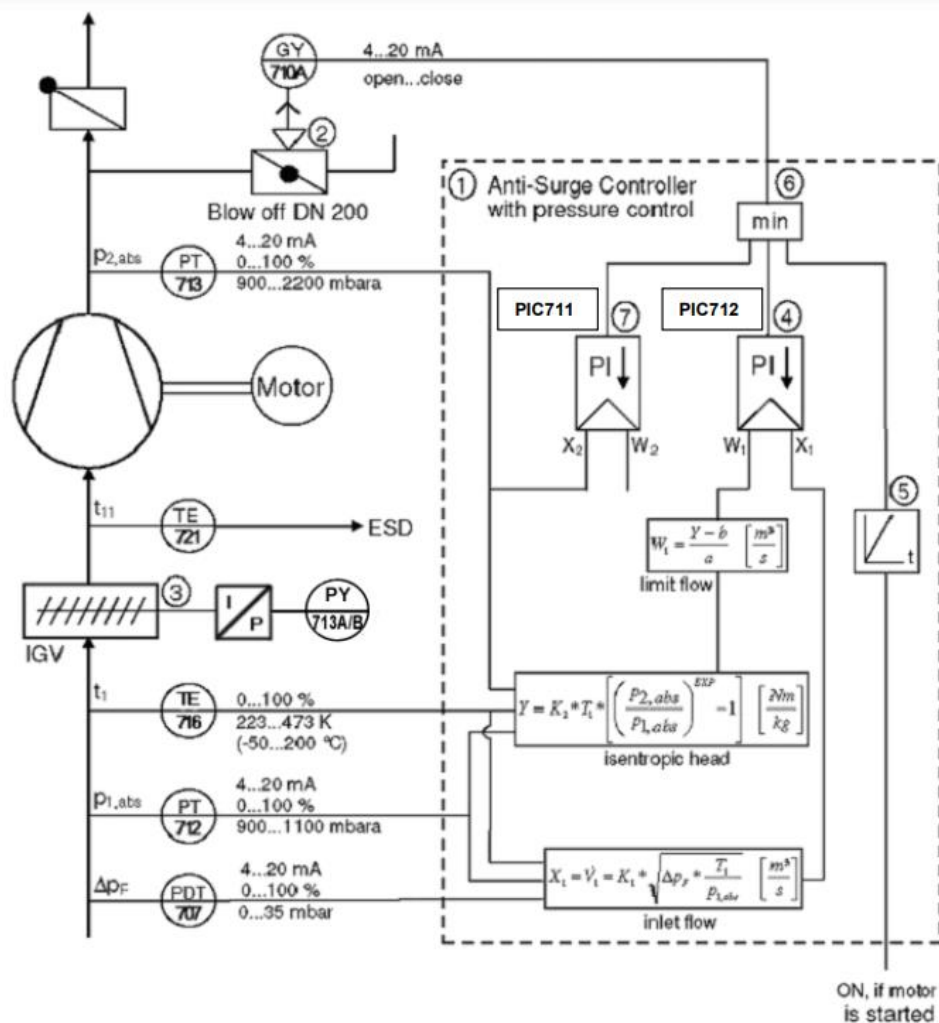 GY
710A
4...20 mA
open...close
②
Blow off DN 200
① Anti-Surge Controller
with pressure control
⑥
min
p2,abs
PT
713
4...20 mA
0...100 %
900...2200 mbara
PIC711
⑦
PIC712
④
PI
PI
X2
W2
W1
X1
Motor
t11
TE
721
ESD
⑤
t
W1 = (Y - b) / a [m³/s]
limit flow
③
I
P
PY
713A/B
IGV
t1
TE
716
0...100 %
223...473 K
(-50...200 °C)
Y = K2 * T1 * [(p2,abs / p1,abs)^EXP - 1] [Nm/kg]
isentropic head
p1,abs
PT
712
4...20 mA
0...100 %
900...1100 mbara
ΔpF
PDT
707
4...20 mA
0...100 %
0...35 mbar
X1 = V̇1 = K1 * √(ΔpF * T1 / p1,abs) [m³/s]
inlet flow
ON, if motor
is started